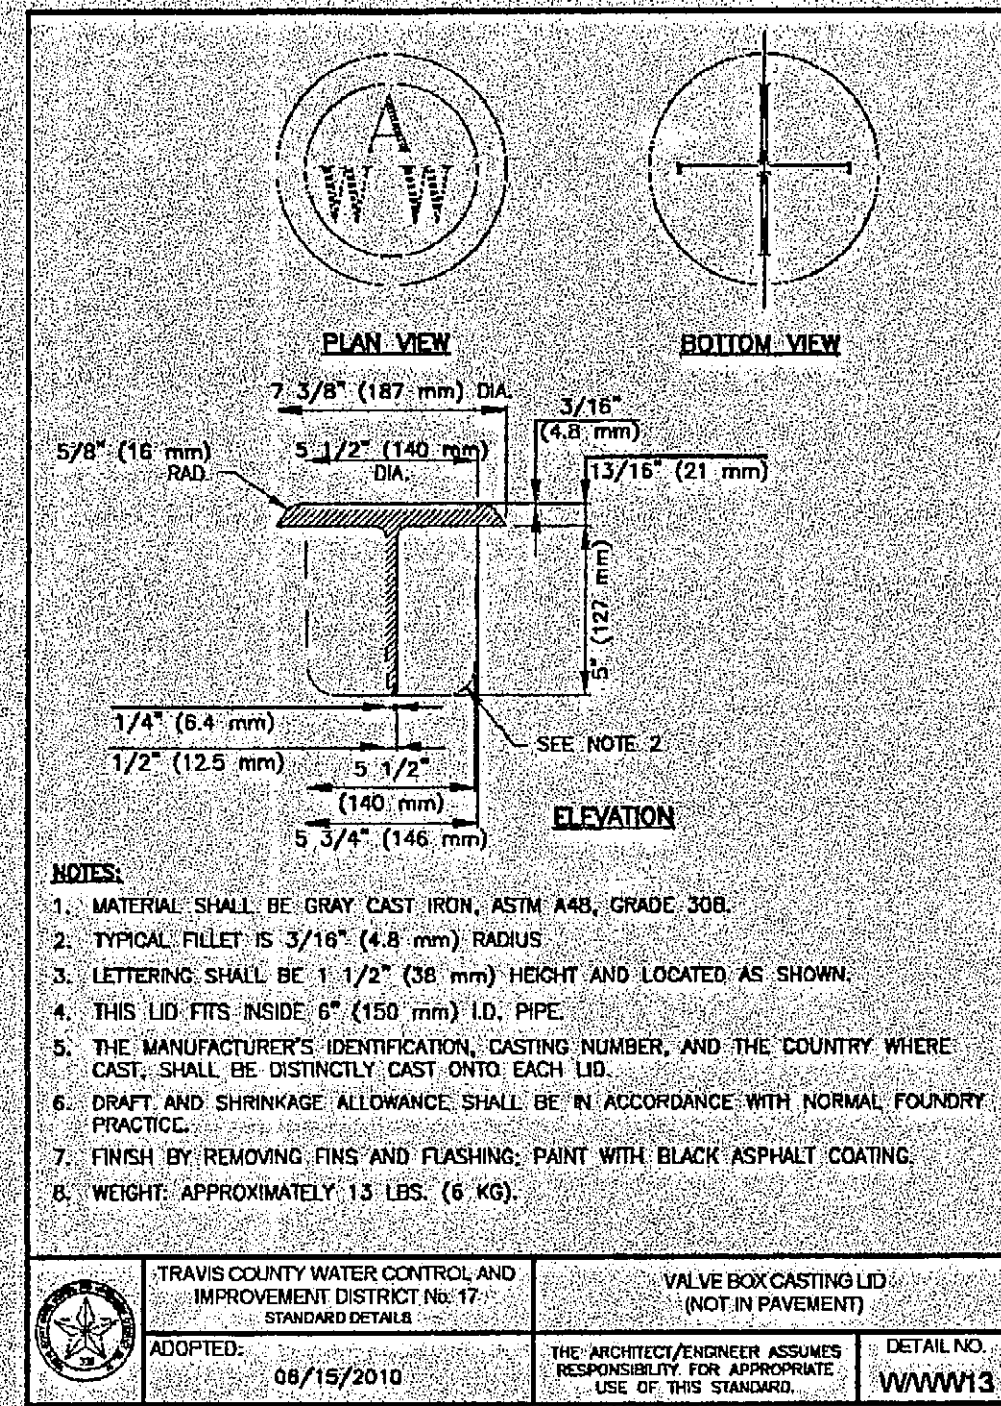 A
W W
PLAN VIEW
BOTTOM VIEW
7 3/8" (187 mm) DIA.
3/16"
(4.8 mm)
5/8" (16 mm)
RAD.
5 1/2" (140 mm)
DIA.
13/16" (21 mm)
5" (127 mm)
1/4" (6.4 mm)
SEE NOTE 2
1/2" (12.5 mm)
5 1/2"
(140 mm)
ELEVATION
5 3/4" (146 mm)
NOTES:
1. MATERIAL SHALL BE GRAY CAST IRON, ASTM A48, GRADE 30B.
2. TYPICAL FILLET IS 3/16" (4.8 mm) RADIUS
3. LETTERING SHALL BE 1 1/2" (38 mm) HEIGHT AND LOCATED AS SHOWN.
4. THIS LID FITS INSIDE 6" (150 mm) I.D. PIPE.
5. THE MANUFACTURER'S IDENTIFICATION, CASTING NUMBER, AND THE COUNTRY WHERE
CAST, SHALL BE DISTINCTLY CAST ONTO EACH LID.
6. DRAFT AND SHRINKAGE ALLOWANCE SHALL BE IN ACCORDANCE WITH NORMAL FOUNDRY
PRACTICE.
7. FINISH BY REMOVING FINS AND FLASHING; PAINT WITH BLACK ASPHALT COATING.
8. WEIGHT: APPROXIMATELY 13 LBS. (6 KG).
TRAVIS COUNTY WATER CONTROL AND
IMPROVEMENT DISTRICT No. 17
STANDARD DETAILS
VALVE BOX CASTING LID
(NOT IN PAVEMENT)
ADOPTED:
08/15/2010
THE ARCHITECT/ENGINEER ASSUMES
RESPONSIBILITY FOR APPROPRIATE
USE OF THIS STANDARD.
DETAIL NO.
WWW13